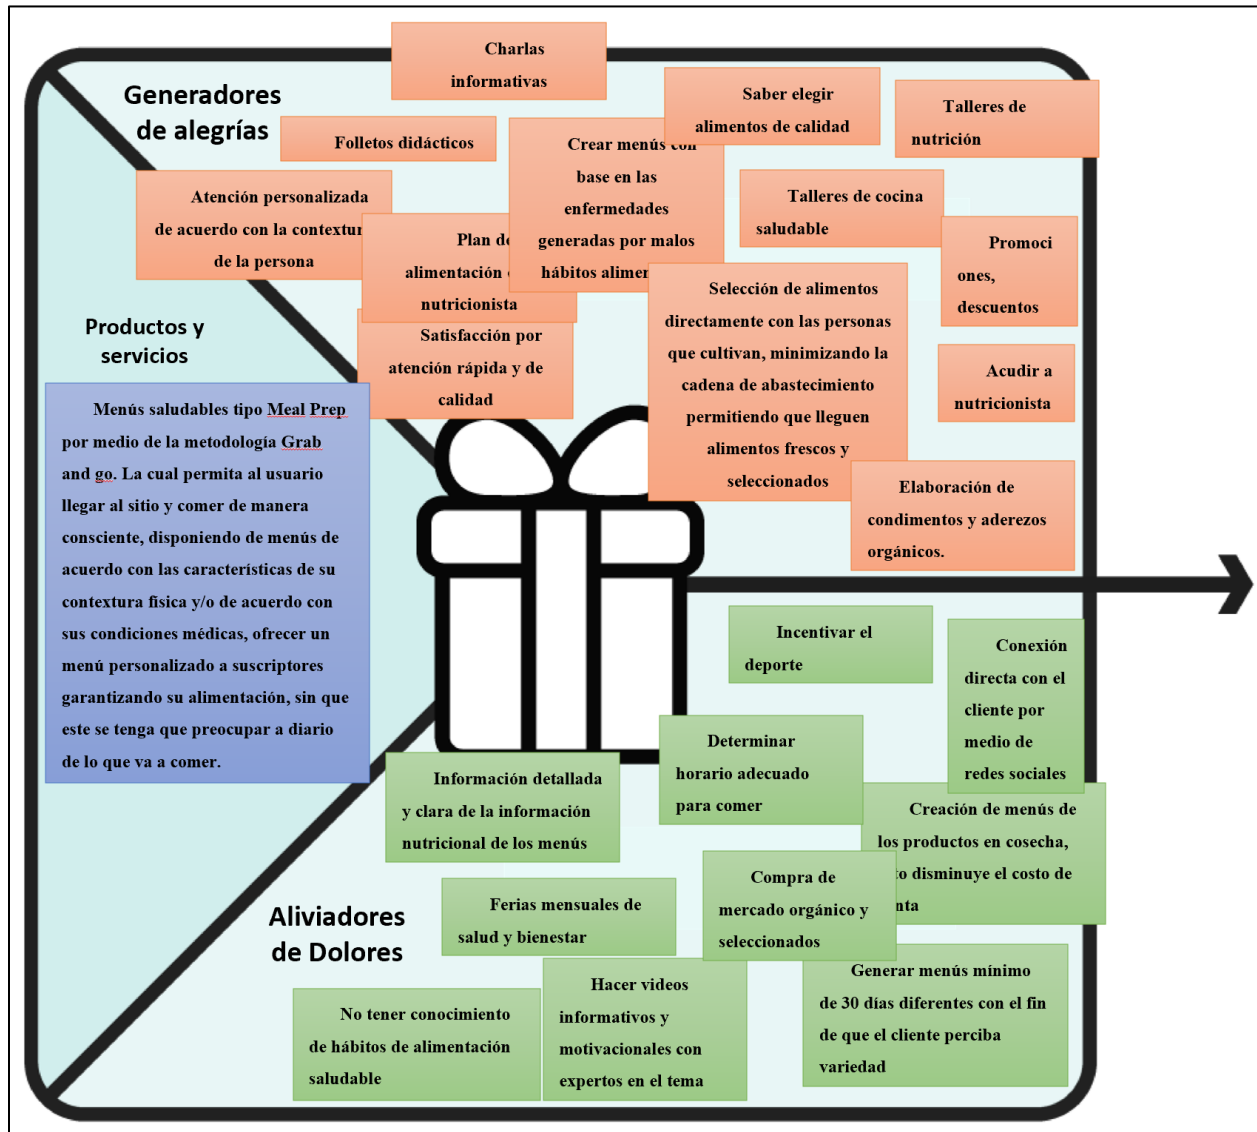 Charlas
informativas
Generadores
de alegrías
Saber elegir
alimentos de calidad
Talleres de
nutrición
Folletos didácticos
Crear menús con
base en las
enfermedades
generadas por malos
hábitos
Atención personalizada
de acuerdo con la
de la persona
Talleres de cocina
saludable
Plan
alimentación
nutricionista
Promoci
ones,
descuentos
Selección de alimentos
directamente con las personas
que cultivan, minimizando la
cadena de abastecimiento
permitiendo que lleguen
alimentos frescos y
seleccionados
Satisfacción por
atención rápida y de
calidad
Acudir a
nutricionista
Elaboración de
condimentos y aderezos
orgánicos.
Productos y
servicios
Menús saludables tipo Meal Prep
por medio de la metodología Grab
and go. La cual permita al usuario
llegar al sitio y comer de manera
consciente, disponiendo de menús de
acuerdo con las características de su
contextura física y/o de acuerdo con
sus condiciones médicas, ofrecer un
menú personalizado a suscriptores
garantizando su alimentación, sin que
este se tenga que preocupar a diario
de lo que va a comer.
Incentivar el
deporte
Conexión
directa con el
cliente por
medio de
redes sociales
Determinar
horario adecuado
para comer
Información detallada
y clara de la información
nutricional de los menús
Creación de menús de
los productos en cosecha,
disminuye el costo de
Compra de
mercado orgánico y
seleccionados
Aliviadores
de Dolores
Ferias mensuales de
salud y bienestar
Generar menús mínimo
de 30 días diferentes con el fin
de que el cliente perciba
variedad
Hacer videos
informativos y
motivacionales con
expertos en el tema
No tener conocimiento
de hábitos de alimentación
saludable